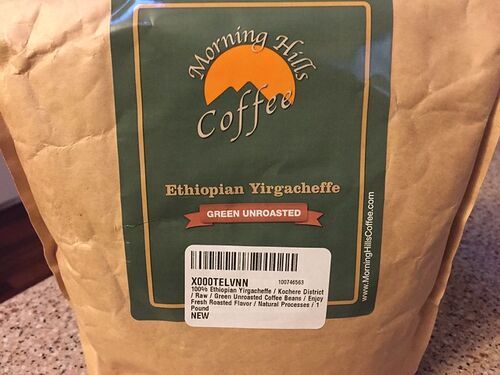 Morning Hills
Coffee
Ethiopian Yirgacheffe
GREEN UNROASTED
www.MorningHillsCoffee.com
X000TELVNN 100746563
100% Ethiopian Yirgacheffe / Kochere District
/ Raw / Green Unroasted Coffee Beans / Enjoy
Fresh Roasted Flavor / Natural Processes / 1
Pound
NEW